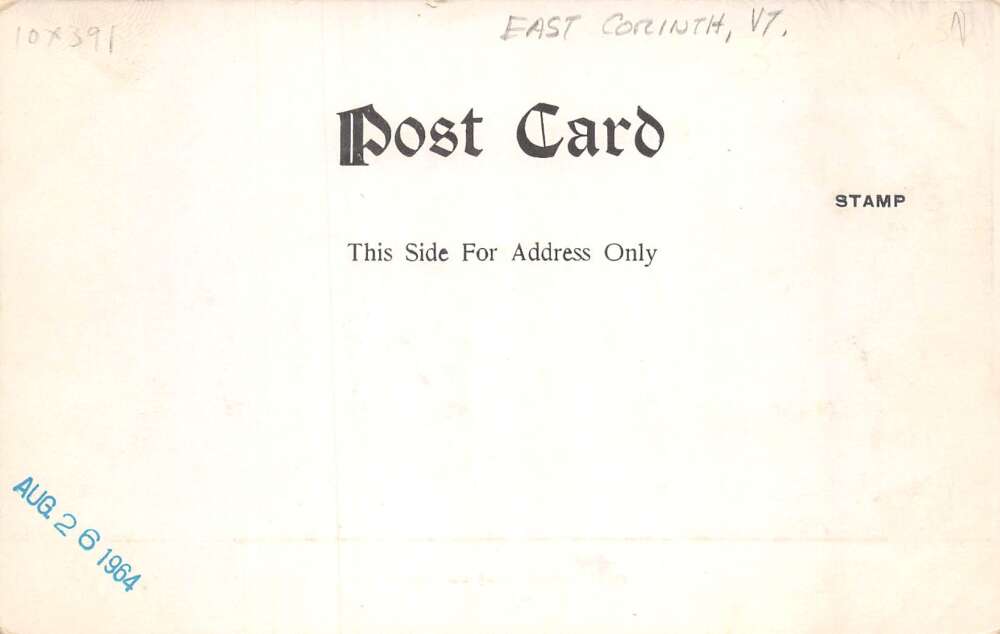 10X391
EAST CORINTH, VT.
N
Post Card
STAMP
This Side For Address Only
AUG. 26 1964